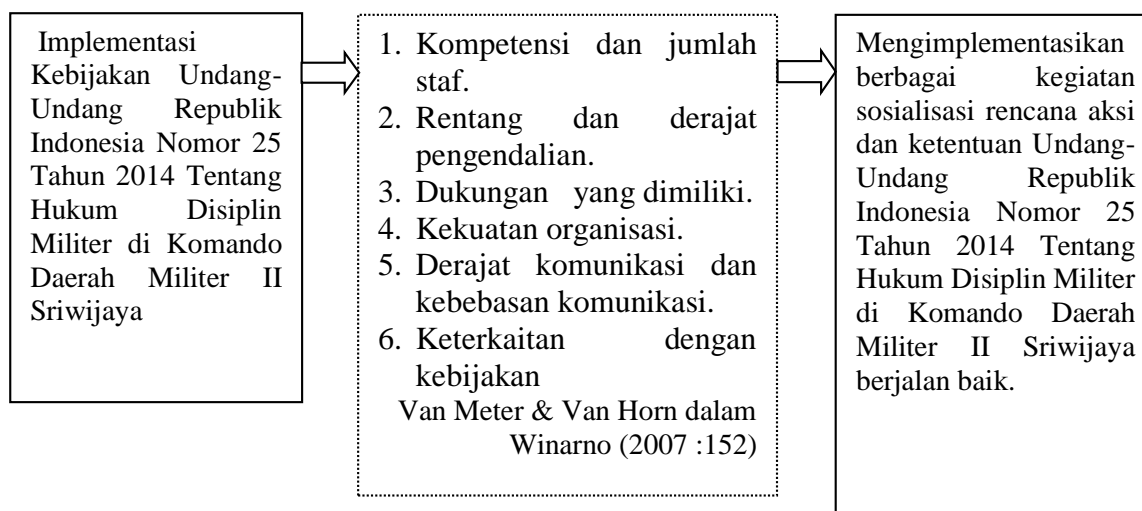 Implementasi
Kebijakan Undang-
Undang Republik
Indonesia Nomor 25
Tahun 2014 Tentang
Hukum Disiplin
Militer di Komando
Daerah Militer II
Sriwijaya
1. Kompetensi dan jumlah
staf.
2. Rentang dan derajat
pengendalian.
3. Dukungan yang dimiliki.
4. Kekuatan organisasi.
5. Derajat komunikasi dan
kebebasan komunikasi.
6. Keterkaitan dengan
kebijakan
Van Meter & Van Horn dalam
Winarno (2007 :152)
Mengimplementasikan
berbagai kegiatan
sosialisasi rencana aksi
dan ketentuan Undang-
Undang Republik
Indonesia Nomor 25
Tahun 2014 Tentang
Hukum Disiplin Militer
di Komando Daerah
Militer II Sriwijaya
berjalan baik.